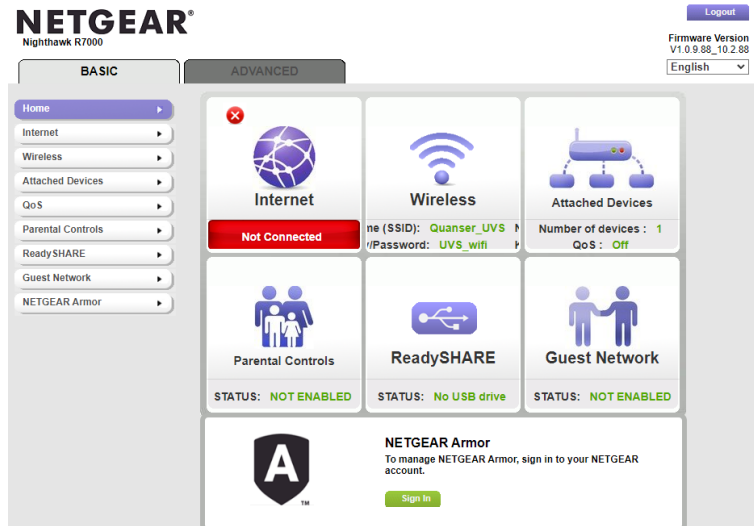 NETGEAR®
Nighthawk R7000
Logout
Firmware Version
V1.0.9.88_10.2.88
English
BASIC
ADVANCED
Home
Internet
Wireless
Attached Devices
QoS
Parental Controls
ReadySHARE
Guest Network
NETGEAR Armor
Internet
Not Connected
Wireless
me (SSID): Quanser_UVS N
/Password: UVS_wifi
Attached Devices
Number of devices : 1
QoS : Off
Parental Controls
STATUS: NOT ENABLED
ReadySHARE
STATUS: No USB drive
Guest Network
STATUS: NOT ENABLED
A
TM
NETGEAR Armor
To manage NETGEAR Armor, sign in to your NETGEAR
account.
Sign In